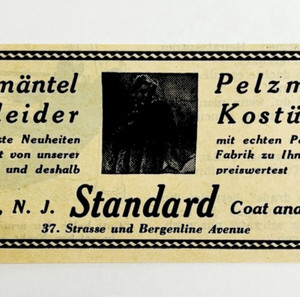 mäntel Pelzm
leider Kostü
ste Neuheiten mit echten Pe
t von unserer Fabrik zu Ihn
und deshalb preiswertest
, N. J. Standard Coat and
37. Strasse und Bergenline Avenue